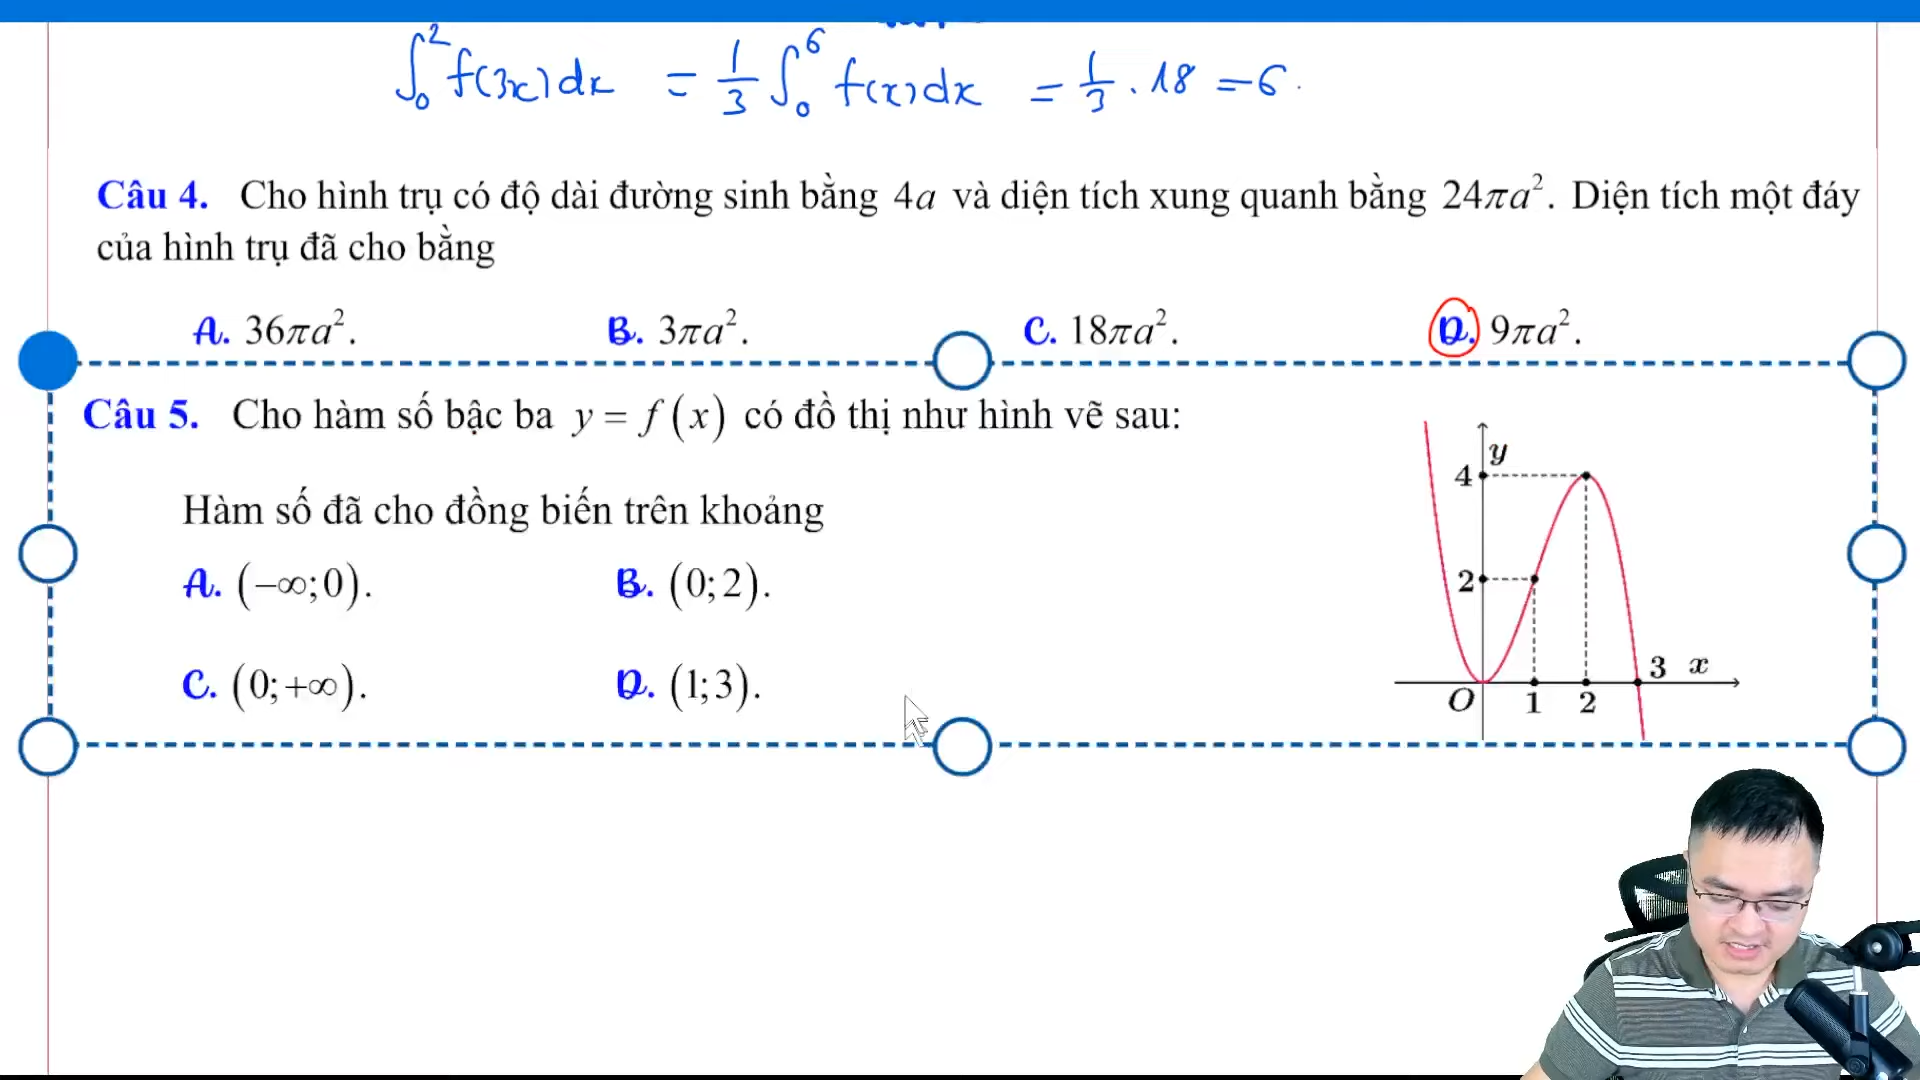 ∫₀² f(3x)dx = 1/3 ∫₀⁶ f(x)dx = 1/3 . 18 = 6.
Câu 4. Cho hình trụ có độ dài đường sinh bằng 4a và diện tích xung quanh bằng 24πa². Diện tích một đáy
của hình trụ đã cho bằng
A. 36πa². B. 3πa². C. 18πa². D. 9πa².
Câu 5. Cho hàm số bậc ba y = f(x) có đồ thị như hình vẽ sau:
Hàm số đã cho đồng biến trên khoảng
A. (−∞;0). B. (0;2).
C. (0;+∞). D. (1;3).
y
4
2
3 x
O 1 2